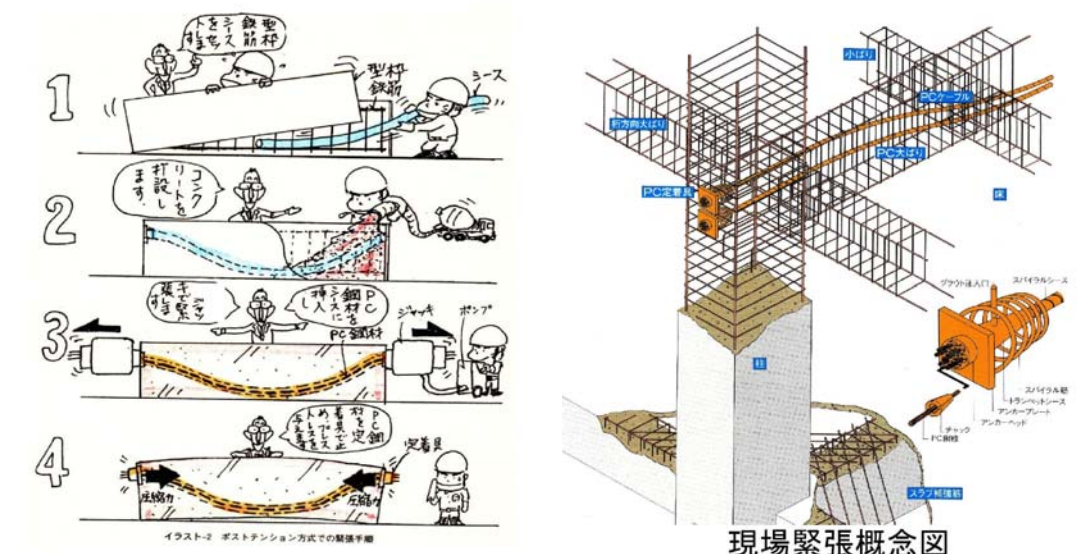 1
型枠
鉄筋
シース
をセッ
トしま
す
型枠
鉄筋
シース
2
コンク
リートを
打設し
ます.
3
PC
鋼材を
シースに
挿入
し
ジャッ
キで緊
張します
PC鋼材
ジャッキ
ポンプ
4
PC鋼
材を定
着具で止
め、プレス
トレスを
与えます
定着具
圧縮力
圧縮力
イラスト-2 ポストテンション方式での緊張手順
小ばり
PCケーブル
桁方向大ばり
PC大ばり
PC定着具
床
柱
グラウト注入口
スパイラルシース
スパイラル筋
トランペットシース
アンカープレート
アンカーヘッド
チャック
PC鋼線
スラブ補強筋
現場緊張概念図